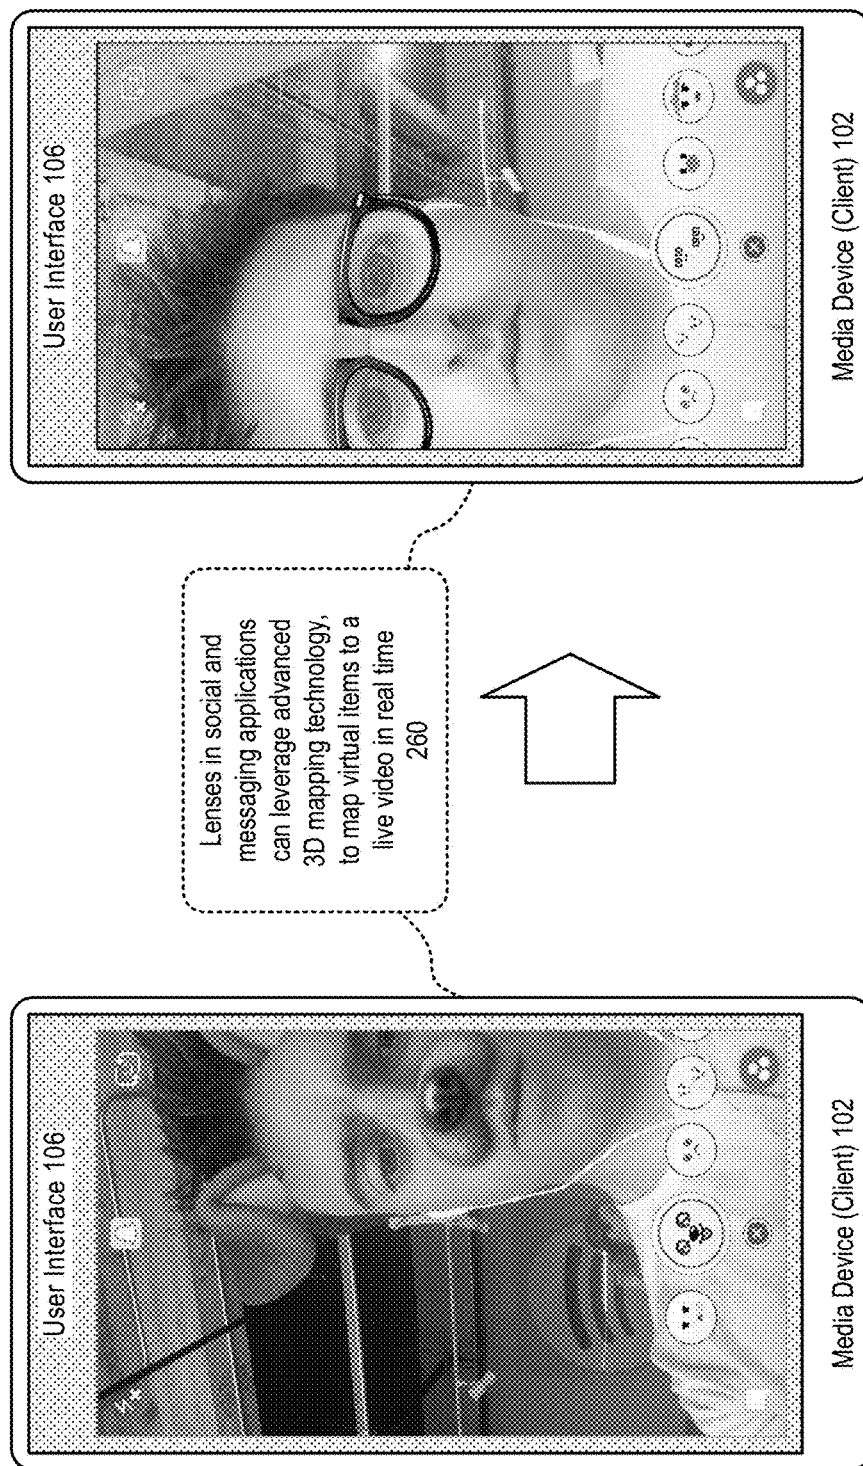 User Interface 106
Media Device (Client) 102
Lenses in social and
messaging applications
can leverage advanced
3D mapping technology,
to map virtual items to a
live video in real time
260
User Interface 106
Media Device (Client) 102